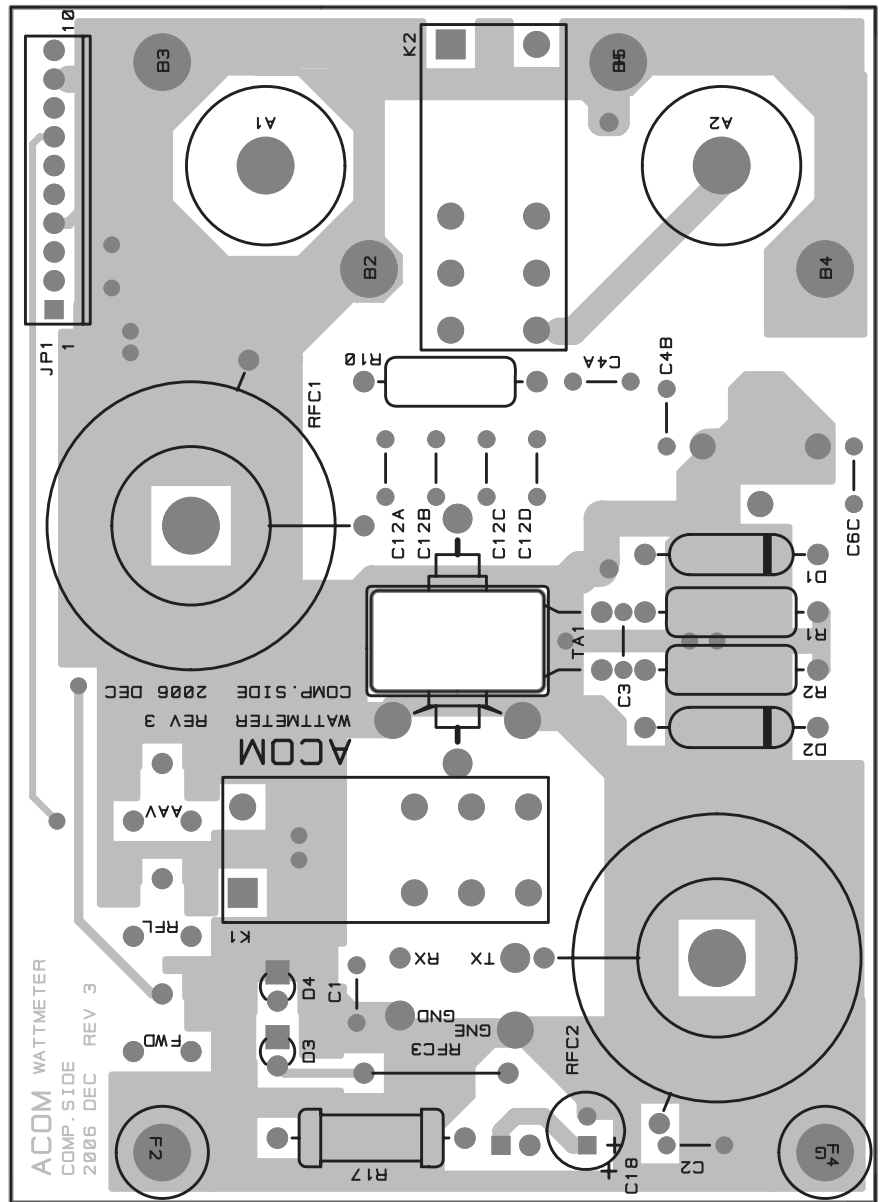 10
K2
B3
A1
A2
B2
B4
JP1
1
R10
C4A
C4B
RFC1
C12A
C12B
C12C
C12D
C6C
D1
R1
TA1
C3
R2
D2
COMP.SIDE 2006 DEC
WATTMETER REV 3
ACOM
AAV
RFL
K1
RX
TX
D4
C1
GND
GNE
FWD
D3
RFC3
RFC2
ACOM WATTMETER
COMP.SIDE
2006 DEC REV 3
F2
R17
+
+
C18
C2
F4
G